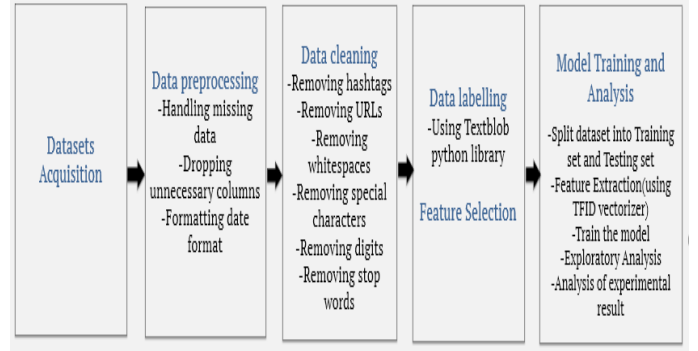 Datasets
Acquisition
Data preprocessing
-Handling missing
data
-Dropping
unnecessary columns
-Formatting date
format
Data cleaning
-Removing hashtags
-Removing URLs
-Removing
whitespaces
-Removing special
characters
-Removing digits
-Removing stop
words
Data labelling
-Using Textblob
python library
Feature Selection
Model Training and
Analysis
-Split dataset into Training
set and Testing set
-Feature Extraction(using
TFID vectorizer)
-Train the model
-Exploratory Analysis
-Analysis of experimental
result